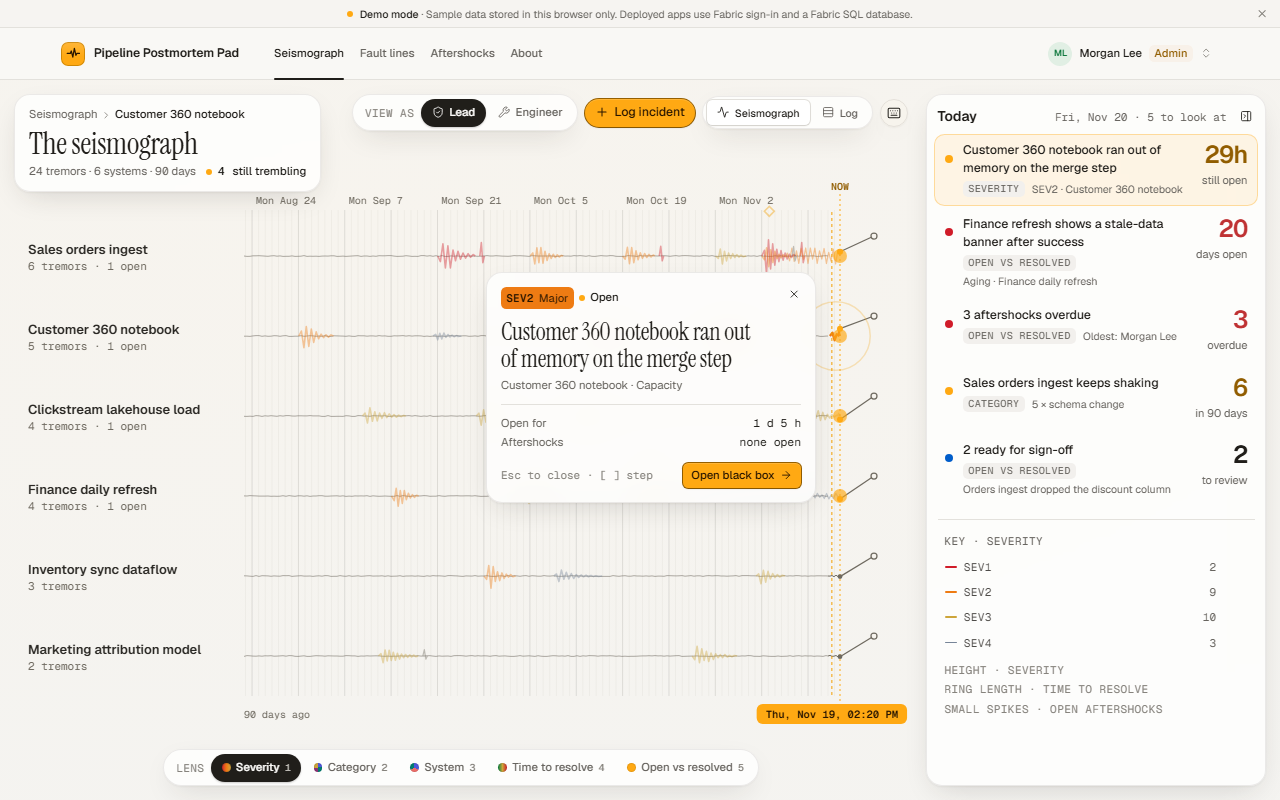 Demo mode · Sample data stored in this browser only. Deployed apps use Fabric sign-in and a Fabric SQL database.
Pipeline Postmortem Pad
Seismograph
Fault lines
Aftershocks
About
ML
Morgan Lee
Admin
Seismograph › Customer 360 notebook
The seismograph
24 tremors · 6 systems · 90 days
4 still trembling
VIEW AS
Lead
Engineer
+ Log incident
Seismograph
Log
NOW
Mon Aug 24
Mon Sep 7
Mon Sep 21
Mon Oct 5
Mon Oct 19
Mon Nov 2
Sales orders ingest
6 tremors · 1 open
Customer 360 notebook
5 tremors · 1 open
Clickstream lakehouse load
4 tremors · 1 open
Finance daily refresh
4 tremors · 1 open
Inventory sync dataflow
3 tremors
Marketing attribution model
2 tremors
90 days ago
Thu, Nov 19, 02:20 PM
SEV2 Major
Open
Customer 360 notebook ran out
of memory on the merge step
Customer 360 notebook · Capacity
Open for
1 d 5 h
Aftershocks
none open
Esc to close · [ ] step
Open black box →
LENS
Severity 1
Category 2
System 3
Time to resolve 4
Open vs resolved 5
Today
Fri, Nov 20 · 5 to look at
Customer 360 notebook ran out of
memory on the merge step
SEVERITY
SEV2 · Customer 360 notebook
29h
still open
Finance refresh shows a stale-data
banner after success
OPEN VS RESOLVED
Aging · Finance daily refresh
20
days open
3 aftershocks overdue
OPEN VS RESOLVED
Oldest: Morgan Lee
3
overdue
Sales orders ingest keeps shaking
CATEGORY
5 × schema change
6
in 90 days
2 ready for sign-off
OPEN VS RESOLVED
Orders ingest dropped the discount column
2
to review
KEY · SEVERITY
SEV1 2
SEV2 9
SEV3 10
SEV4 3
HEIGHT · SEVERITY
RING LENGTH · TIME TO RESOLVE
SMALL SPIKES · OPEN AFTERSHOCKS